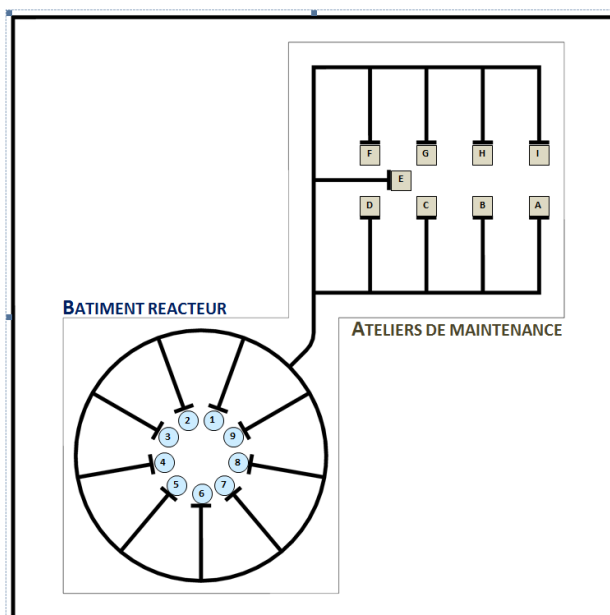 F G H I
E
D C B A
BATIMENT REACTEUR
ATELIERS DE MAINTENANCE
2 1
3 9
4 8
5 7
6